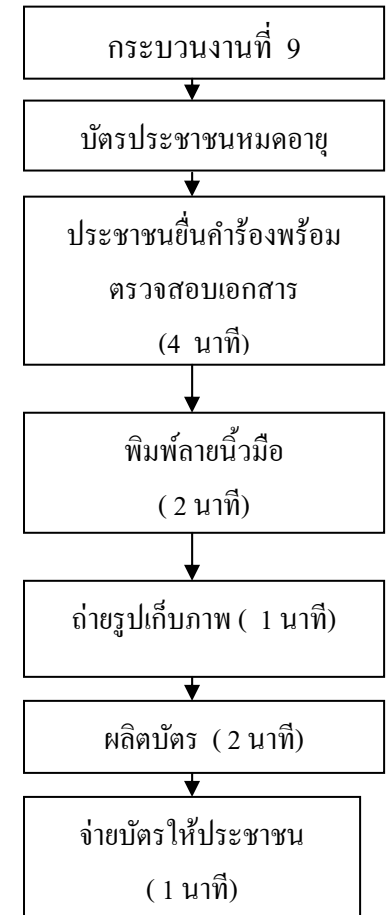 กระบวนงานที่ 9
บัตรประชาชนหมดอายุ
ประชาชนยื่นคำร้องพร้อม
ตรวจสอบเอกสาร
(4 นาที)
พิมพ์ลายนิ้วมือ
( 2 นาที)
ถ่ายรูปเก็บภาพ ( 1 นาที)
ผลิตบัตร ( 2 นาที)
จ่ายบัตรให้ประชาชน
( 1 นาที)